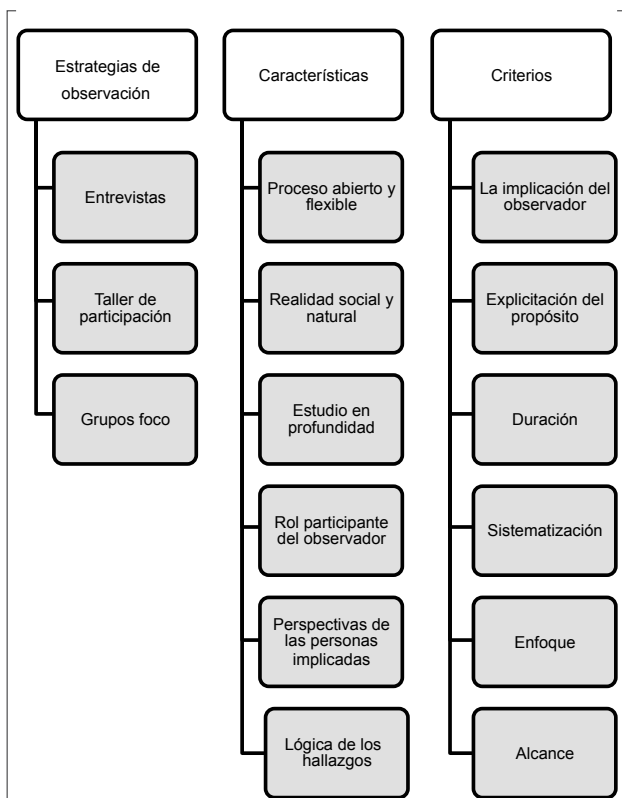 Estrategias de
observación
Entrevistas
Taller de
participación
Grupos foco
Características
Proceso abierto y
flexible
Realidad social y
natural
Estudio en
profundidad
Rol participante
del observador
Perspectivas de
las personas
implicadas
Lógica de los
hallazgos
Criterios
La implicación del
observador
Explicitación del
propósito
Duración
Sistematización
Enfoque
Alcance